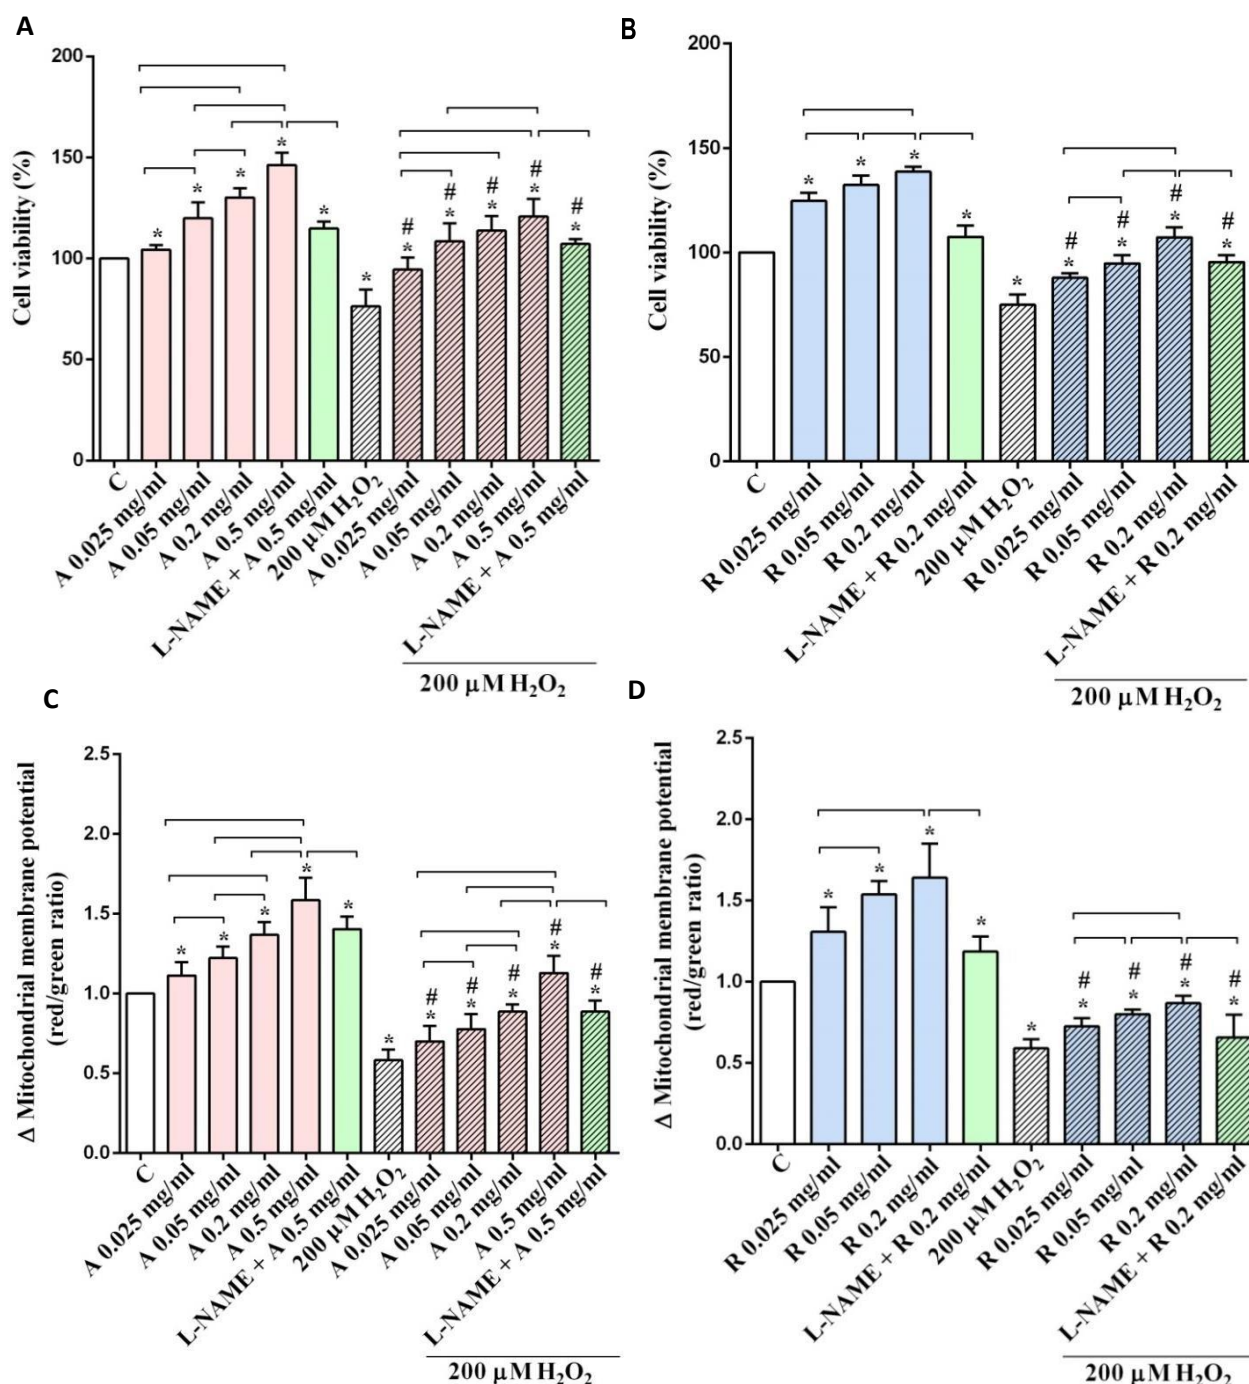 A
Cell viability (%)
200
150
100
50
0
* * * * * * #* #* #* #* #*
C
A 0.025 mg/ml
A 0.05 mg/ml
A 0.2 mg/ml
A 0.5 mg/ml
L-NAME + A 0.5 mg/ml
200 μM H₂O₂
A 0.025 mg/ml
A 0.05 mg/ml
A 0.2 mg/ml
A 0.5 mg/ml
L-NAME + A 0.5 mg/ml
200 μM H₂O₂
B
Cell viability (%)
200
150
100
50
0
* * * * * #* #* #* #*
C
R 0.025 mg/ml
R 0.05 mg/ml
R 0.2 mg/ml
L-NAME + R 0.2 mg/ml
200 μM H₂O₂
R 0.025 mg/ml
R 0.05 mg/ml
R 0.2 mg/ml
L-NAME + R 0.2 mg/ml
200 μM H₂O₂
C
Δ Mitochondrial membrane potential
(red/green ratio)
2.5
2.0
1.5
1.0
0.5
0.0
* * * * * * #* #* #* #* #*
C
A 0.025 mg/ml
A 0.05 mg/ml
A 0.2 mg/ml
A 0.5 mg/ml
L-NAME + A 0.5 mg/ml
200 μM H₂O₂
A 0.025 mg/ml
A 0.05 mg/ml
A 0.2 mg/ml
A 0.5 mg/ml
L-NAME + A 0.5 mg/ml
200 μM H₂O₂
D
Δ Mitochondrial membrane potential
(red/green ratio)
2.5
2.0
1.5
1.0
0.5
0.0
* * * * * #* #* #* #*
C
R 0.025 mg/ml
R 0.05 mg/ml
R 0.2 mg/ml
L-NAME + R 0.2 mg/ml
200 μM H₂O₂
R 0.025 mg/ml
R 0.05 mg/ml
R 0.2 mg/ml
L-NAME + R 0.2 mg/ml
200 μM H₂O₂